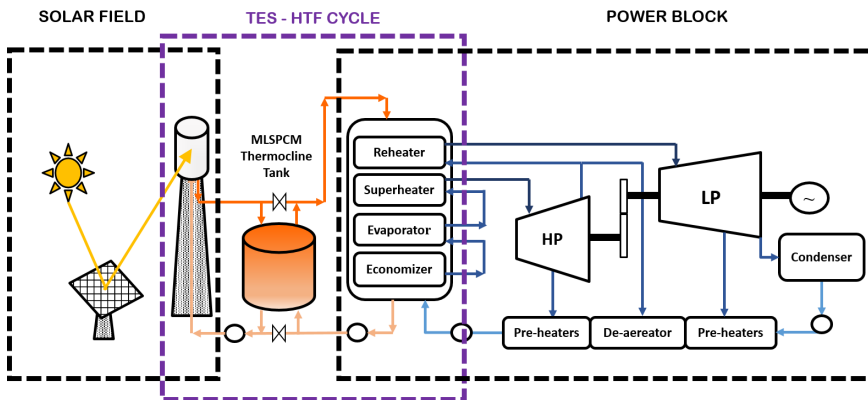 SOLAR FIELD
TES - HTF CYCLE
POWER BLOCK
MLSPCM
Thermocline
Tank
Reheater
Superheater
Evaporator
Economizer
HP
LP
~
Condenser
Pre-heaters
De-aereator
Pre-heaters